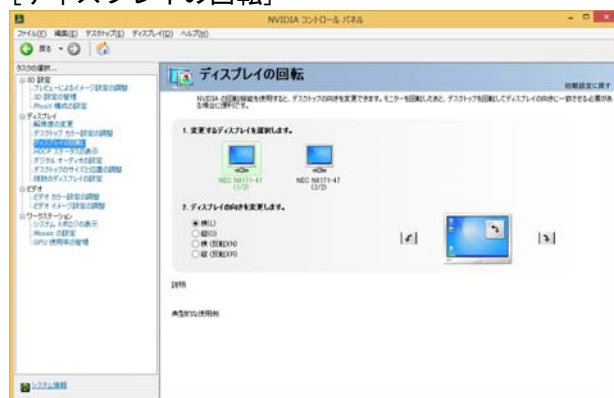 [ディスプレイの回転]
NVIDIA コントロール パネル
ファイル(F) 編集(E) デスクトップ(T) ディスプレイ(D) ヘルプ(H)
戻る
タスクの選択...
3D 設定
プレビューによるイメージ設定の調整
3D 設定の管理
PhysX 構成の設定
ディスプレイ
解像度の変更
デスクトップ カラー設定の調整
ディスプレイの回転
HDCP ステータスの表示
デジタル オーディオの設定
デスクトップのサイズと位置の調整
複数のディスプレイの設定
ビデオ
ビデオ カラー設定の調整
ビデオ イメージ設定の調整
ワークステーション
システム トポロジの表示
Mosaic の設定
GPU 使用率の管理
システム情報
ディスプレイの回転
初期設定に戻す
NVIDIA の回転機能を使用すると、デスクトップの向きを変更できます。モニターを回転したあと、デスクトップを回転してディスプレイの向きに一致させる必要がある場合に便利です。
1. 変更するディスプレイを選択します。
NEC N8171-47
(1/2)
NEC N8171-47
(2/2)
2. ディスプレイの向きを変更します。
横(L)
縦(O)
横 (反転)(N)
縦 (反転)(P)
説明
典型的な使用例